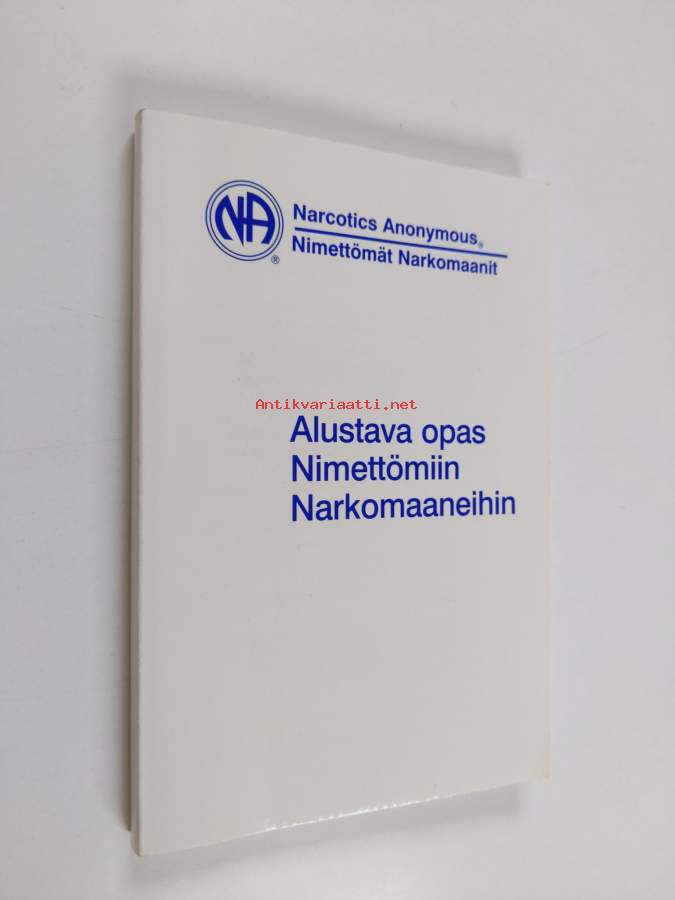 NA
Narcotics Anonymous®
Nimettömät Narkomaanit
®
Antikvariaatti.net
Alustava opas
Nimettömiin
Narkomaaneihin